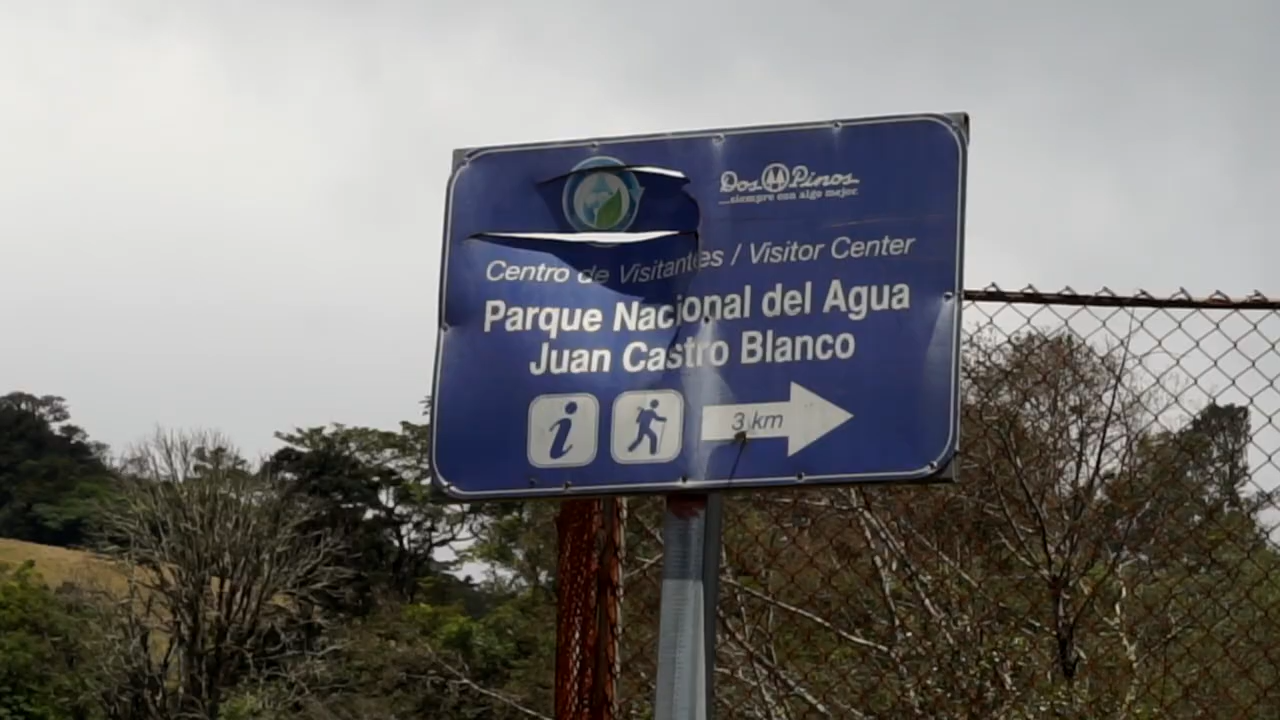 Dos Pinos
...siempre con algo mejor.
Centro de Visitantes / Visitor Center
Parque Nacional del Agua
Juan Castro Blanco
i
3 km